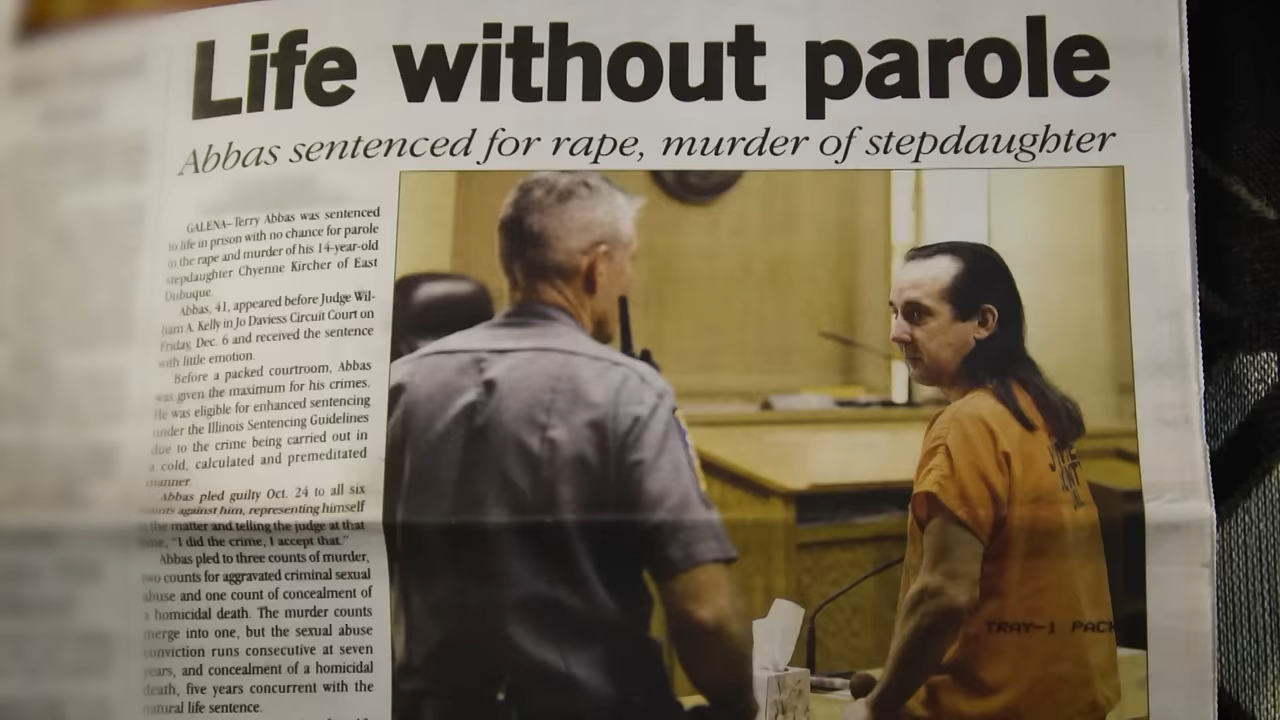 Life without parole
Abbas sentenced for rape, murder of stepdaughter
GALENA–Terry Abbas was sentenced
to life in prison with no chance for parole
in the rape and murder of his 14-year-old
stepdaughter Chyenne Kircher of East
Dubuque.
Abbas, 41, appeared before Judge Wil-
liam A. Kelly in Jo Daviess Circuit Court on
Friday, Dec. 6 and received the sentence
with little emotion.
Before a packed courtroom, Abbas
was given the maximum for his crimes.
He was eligible for enhanced sentencing
under the Illinois Sentencing Guidelines
due to the crime being carried out in
a cold, calculated and premeditated
manner.
Abbas pled guilty Oct. 24 to all six
against him, representing himself
the matter and telling the judge at that
"I did the crime, I accept that."
Abbas pled to three counts of murder,
two counts for aggravated criminal sexual
abuse and one count of concealment of
a homicidal death. The murder counts
merge into one, but the sexual abuse
conviction runs consecutive at seven
years, and concealment of a homicidal
death, five years concurrent with the
natural life sentence.
TRAY-1 PACK